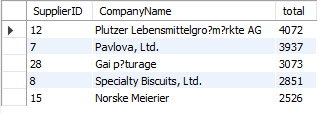 SupplierID CompanyName total
12 Plutzer Lebensmittelgro?m?rkte AG 4072
7 Pavlova, Ltd. 3937
28 Gai p?turage 3073
8 Specialty Biscuits, Ltd. 2851
15 Norske Meierier 2526